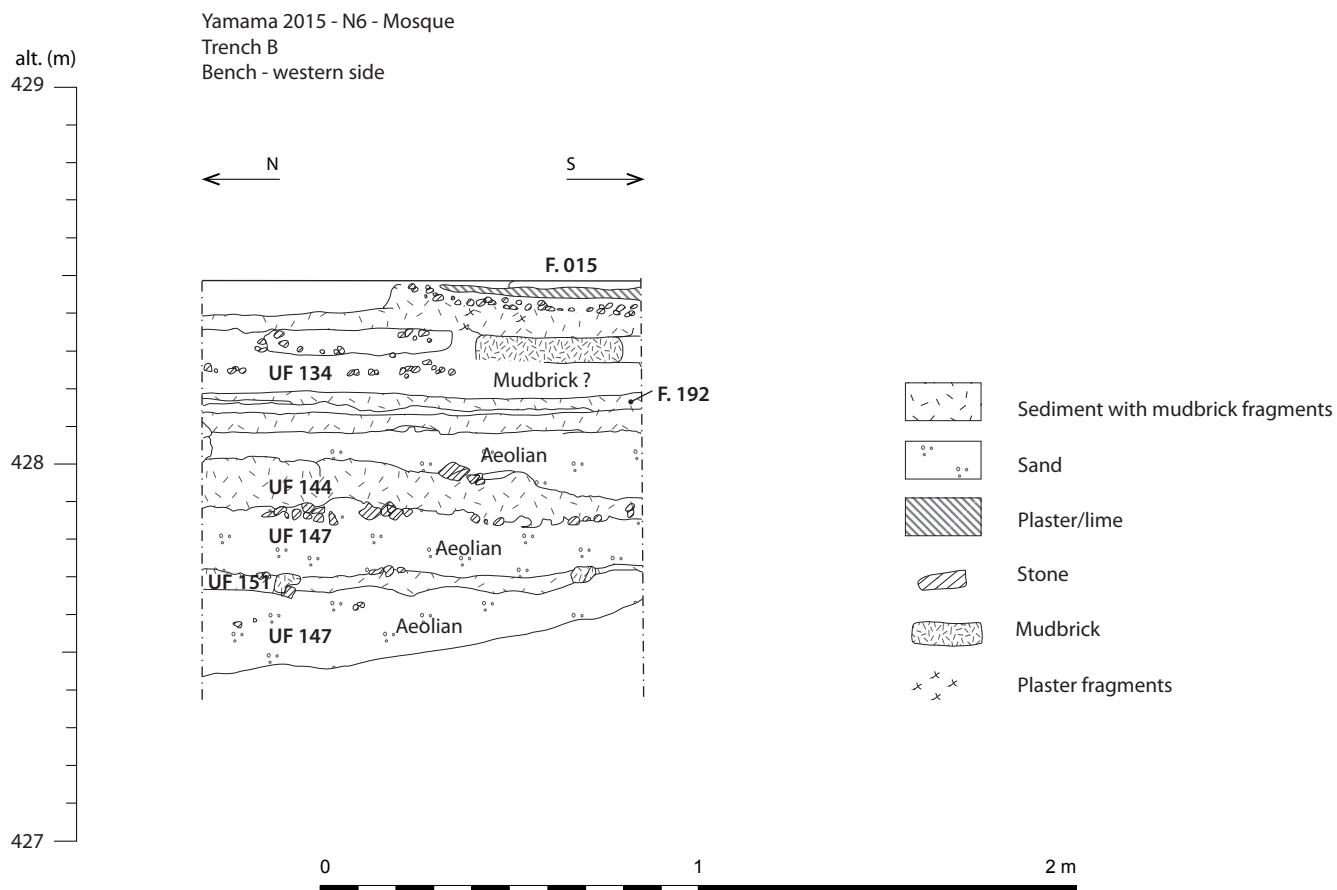 Yamama 2015 - N6 - Mosque
Trench B
Bench - western side
alt. (m)
429
N
S
F. 015
UF 134
Mudbrick ?
F. 192
428
Aeolian
UF 144
UF 147
Aeolian
UF 151
UF 147
Aeolian
427
Sediment with mudbrick fragments
Sand
Plaster/lime
Stone
Mudbrick
Plaster fragments
0
1
2 m